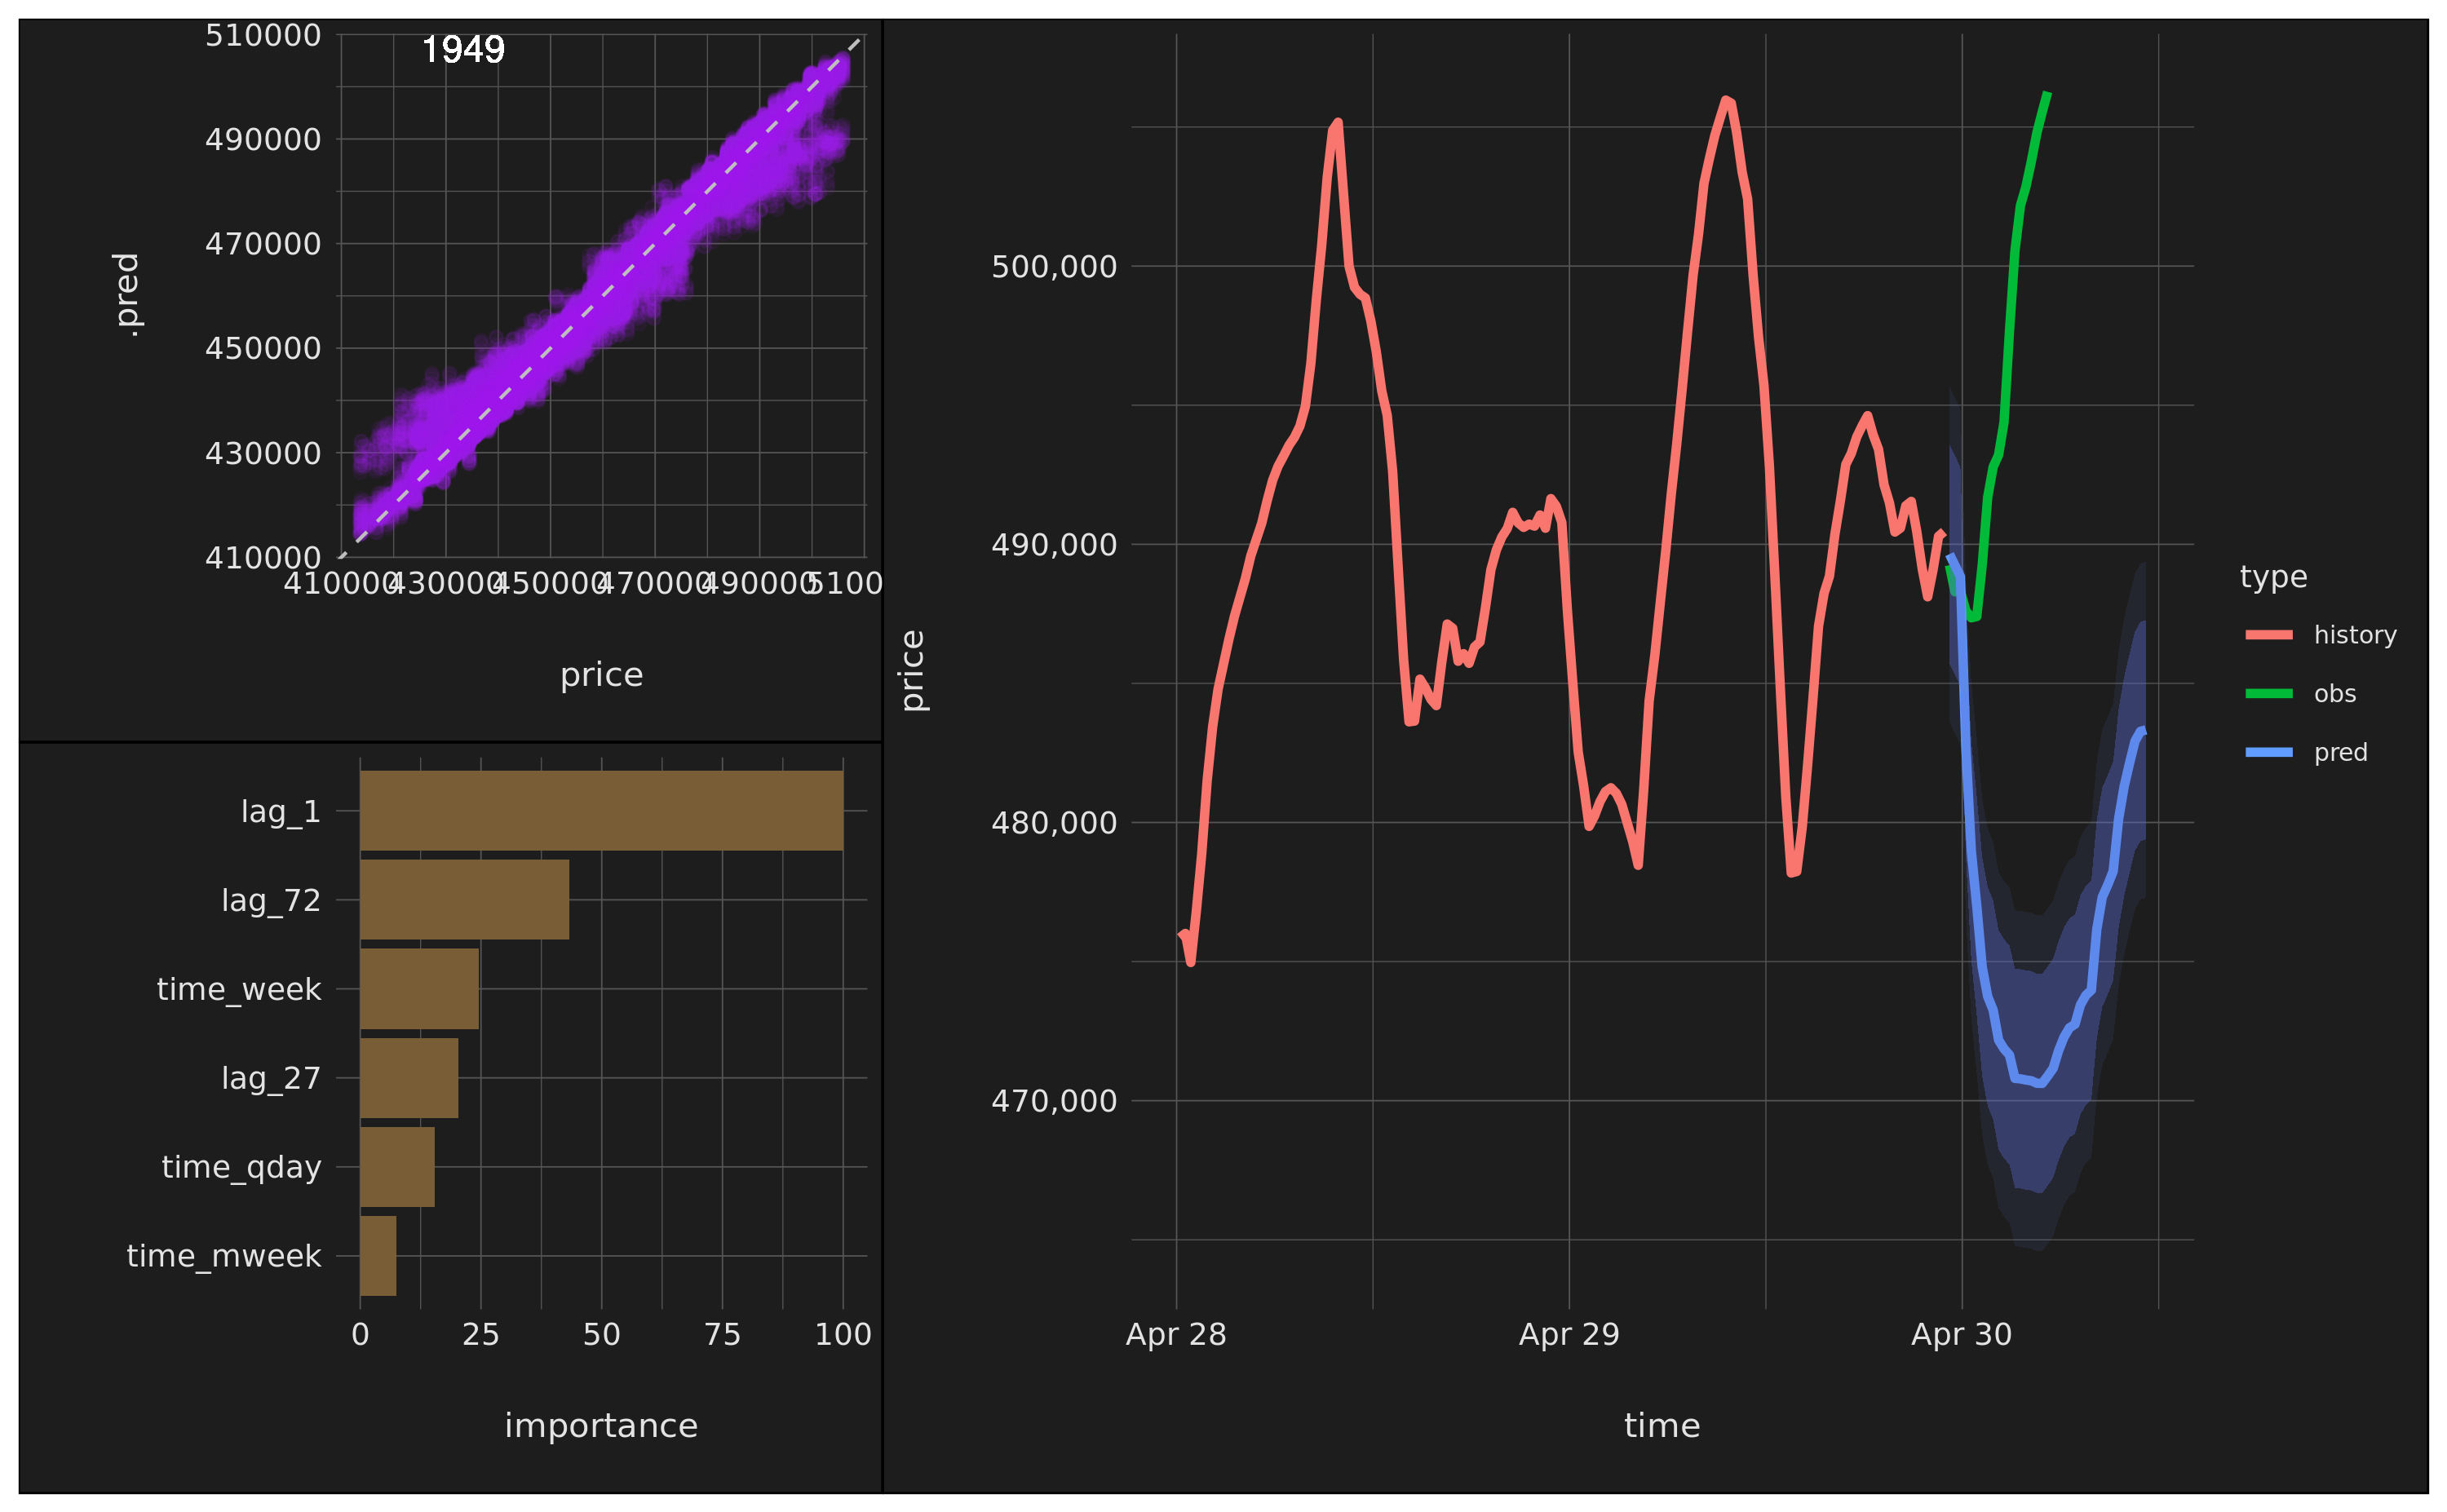 510000
1949
490000
470000
450000
430000
410000
.pred
410000 430000 450000 470000 490000 5100
price
lag_1
lag_72
time_week
lag_27
time_qday
time_mweek
0 25 50 75 100
importance
500,000
490,000
480,000
470,000
price
Apr 28 Apr 29 Apr 30
time
type
history
obs
pred